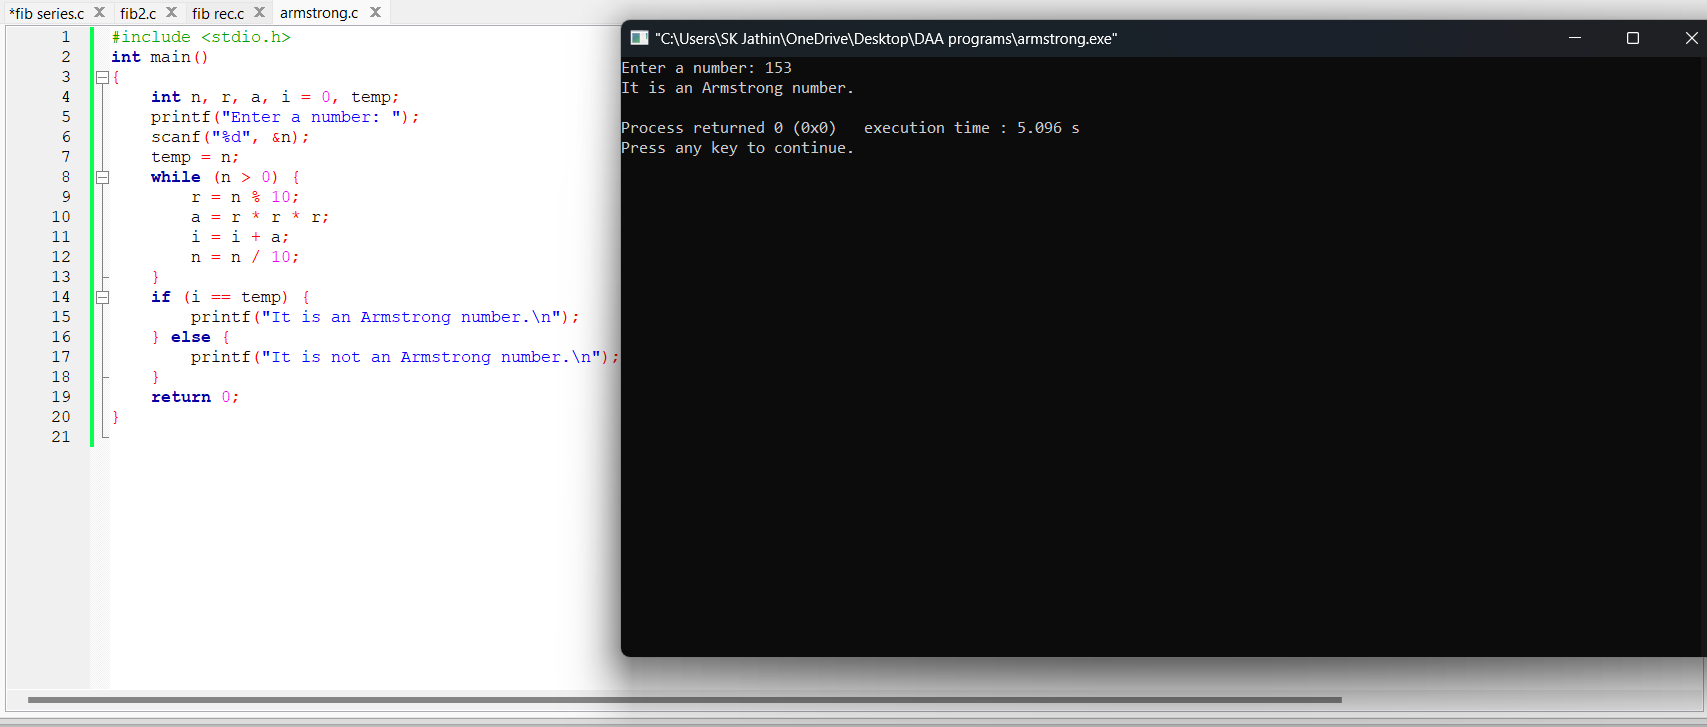 *fib series.c X fib2.c X fib rec.c X armstrong.c X
1 #include <stdio.h>
2 int main()
3 {
4     int n, r, a, i = 0, temp;
5     printf("Enter a number: ");
6     scanf("%d", &n);
7     temp = n;
8     while (n > 0) {
9         r = n % 10;
10         a = r * r * r;
11         i = i + a;
12         n = n / 10;
13     }
14     if (i == temp) {
15         printf("It is an Armstrong number.\n");
16     } else {
17         printf("It is not an Armstrong number.\n");
18     }
19     return 0;
20 }
21
"C:\Users\SK Jathin\OneDrive\Desktop\DAA programs\armstrong.exe"
Enter a number: 153
It is an Armstrong number.
Process returned 0 (0x0)   execution time : 5.096 s
Press any key to continue.